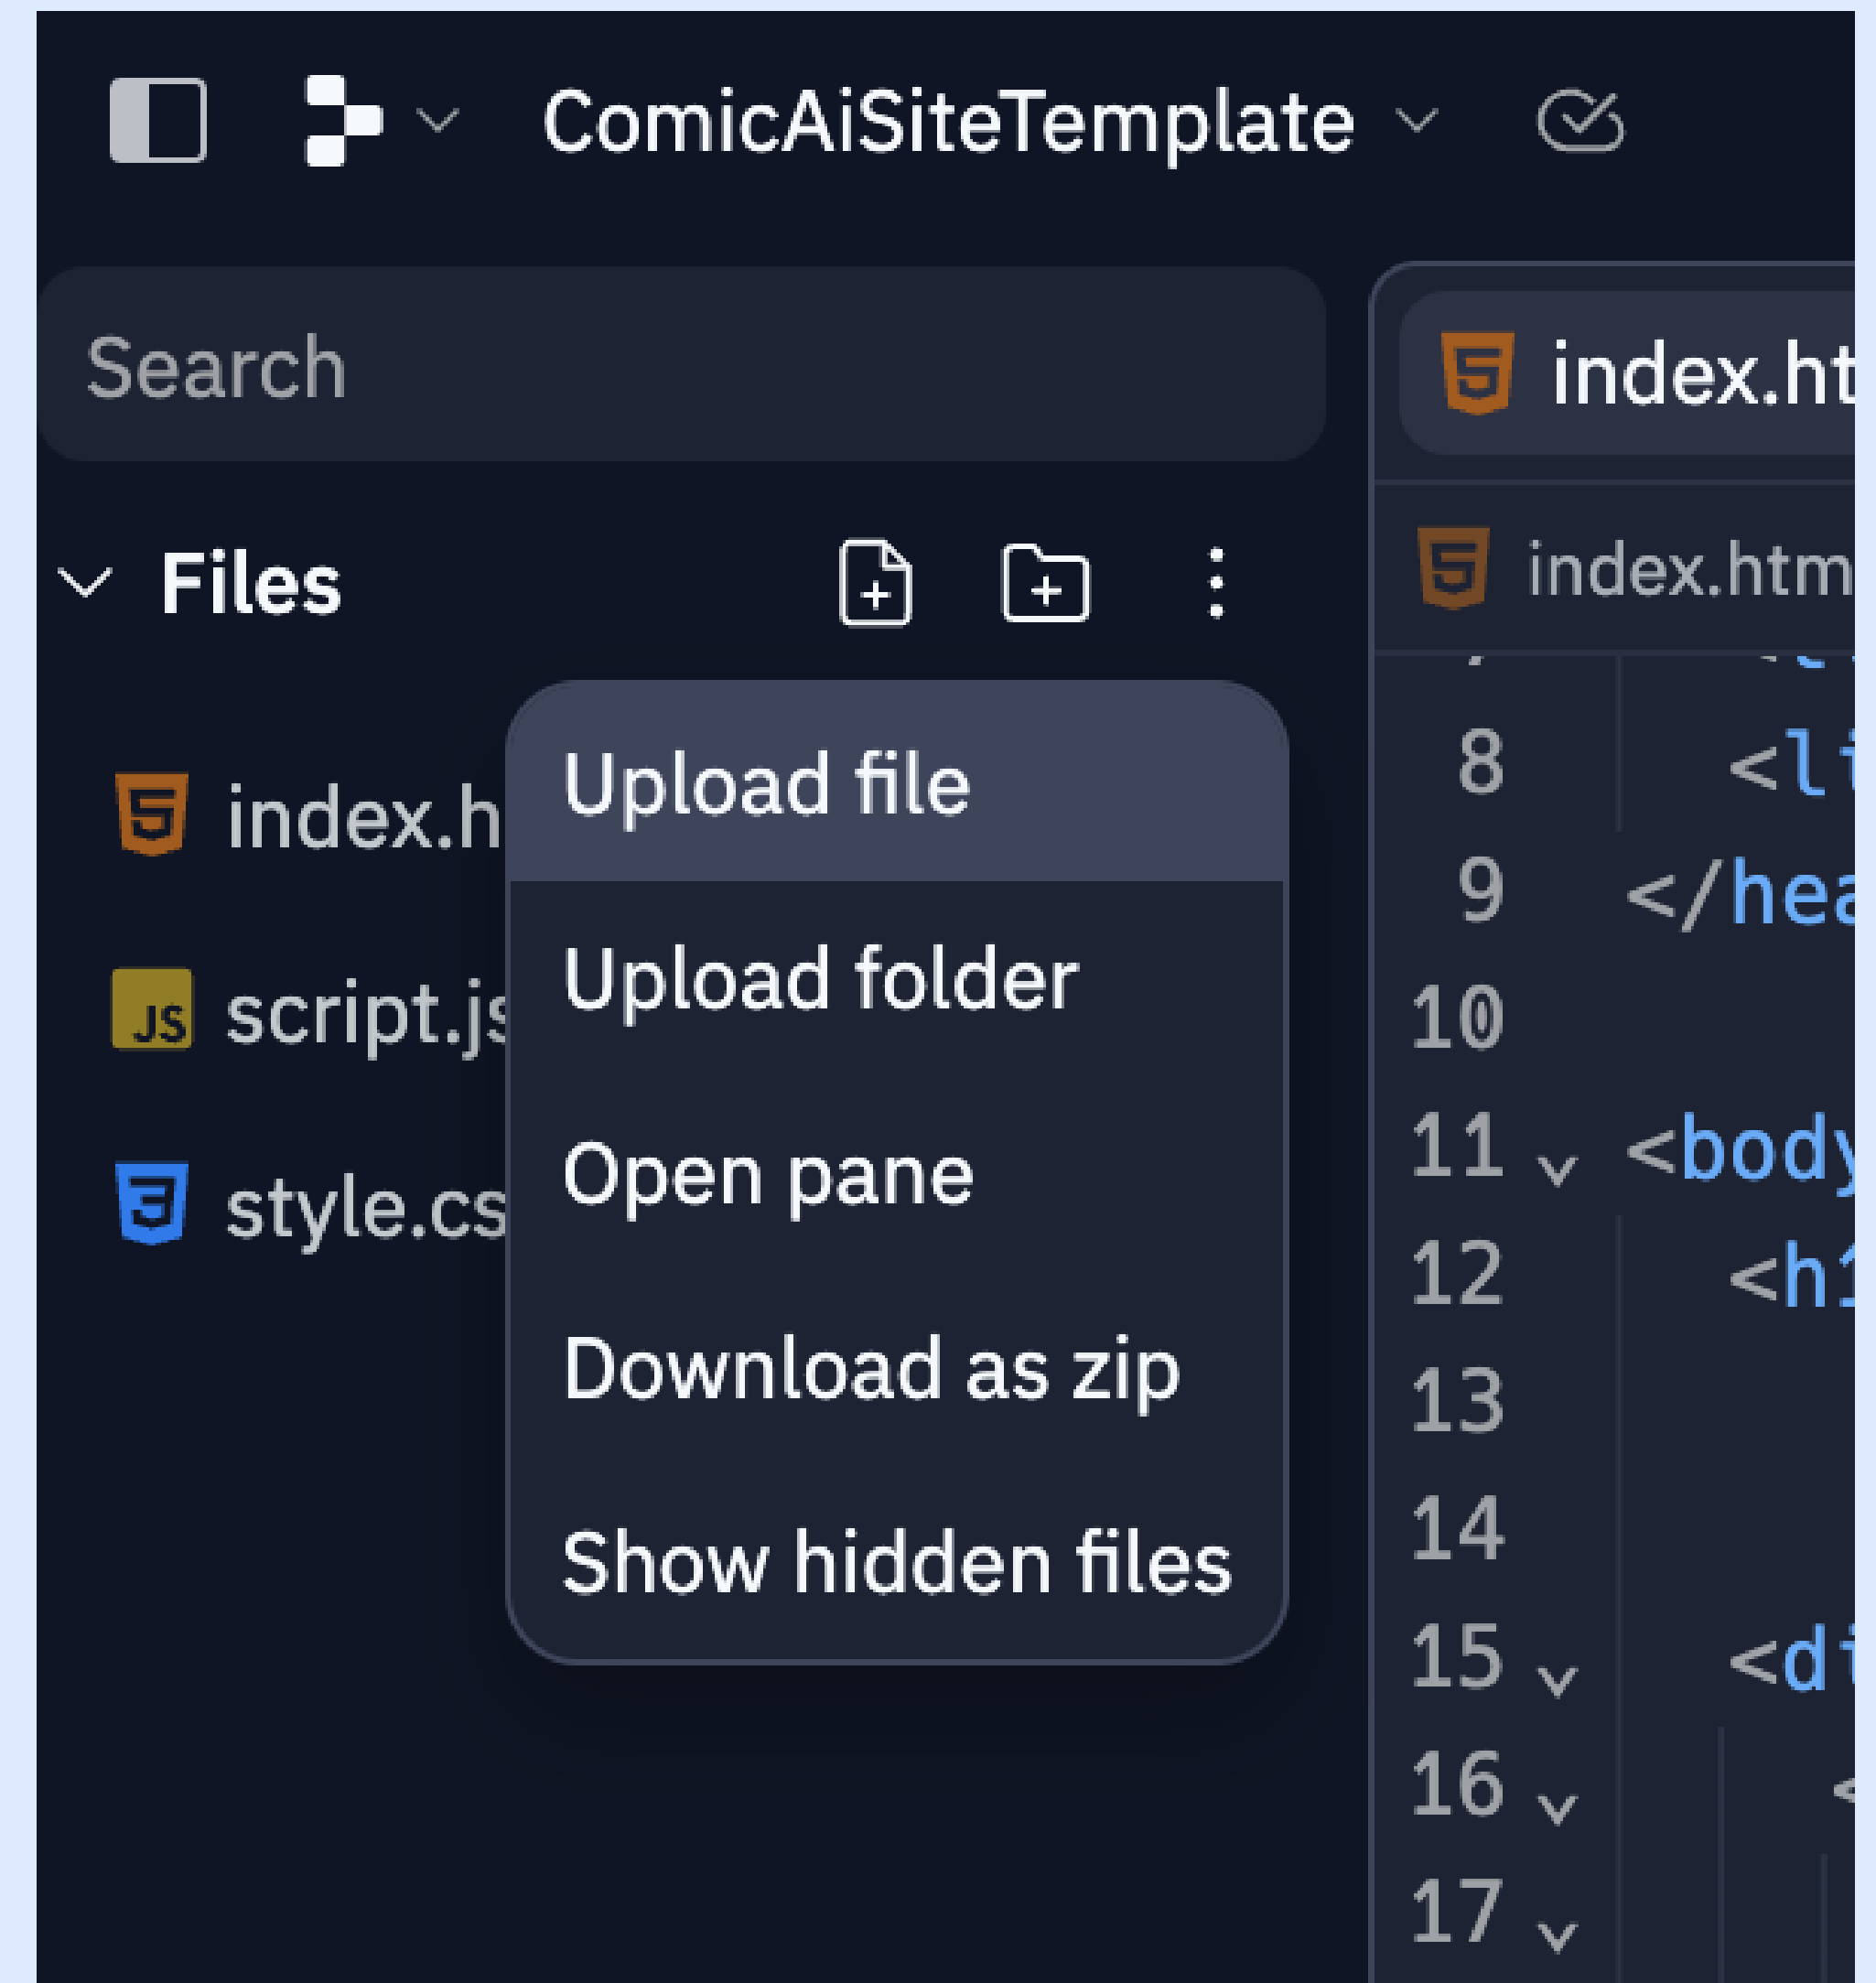 ComicAiSiteTemplate
Search
Files
index.h
script.js
style.cs
Upload file
Upload folder
Open pane
Download as zip
Show hidden files
index.ht
index.htm
8 <li
9 </hea
10
11 <body
12 <h1
13
14
15 <di
16 <
17